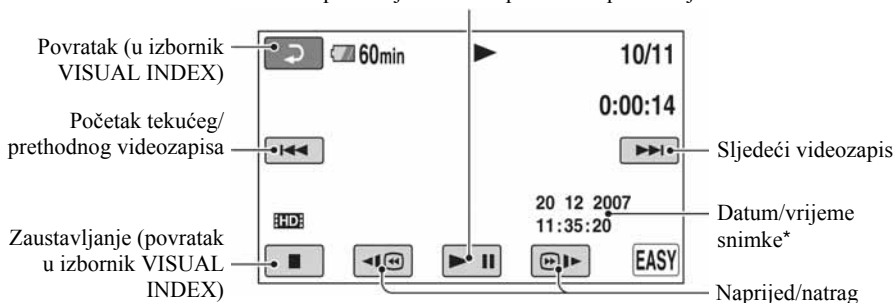 Povratak (u izbornik
VISUAL INDEX)
60min
10/11
0:00:14
Početak tekućeg/
prethodnog videozapisa
Sljedeći videozapis
HD
20 12 2007
11:35:20
Datum/vrijeme
snimke*
Zaustavljanje (povratak
u izbornik VISUAL
INDEX)
EASY
Naprijed/natrag